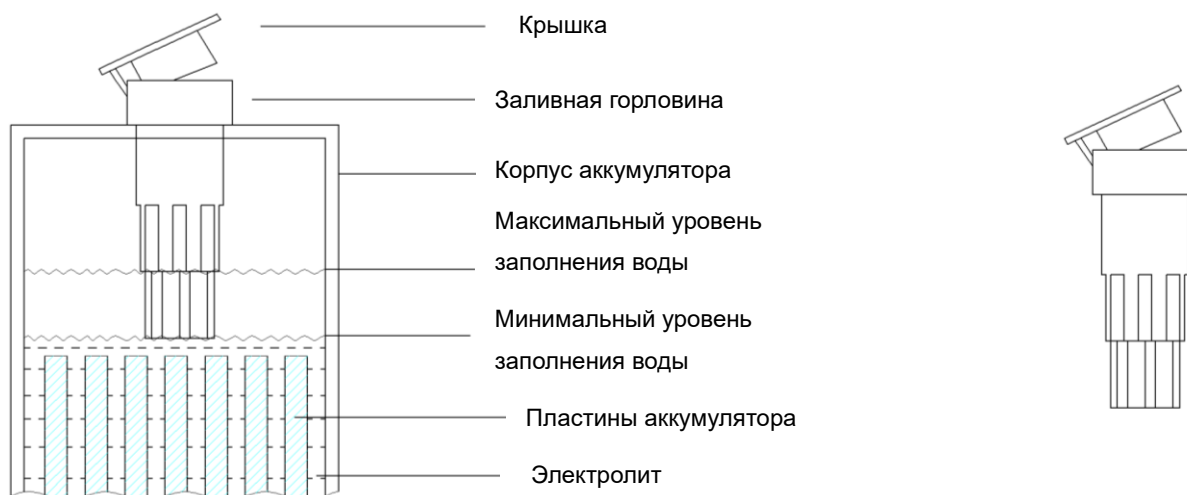 Крышка
Заливная горловина
Корпус аккумулятора
Максимальный уровень
заполнения воды
Минимальный уровень
заполнения воды
Пластины аккумулятора
Электролит